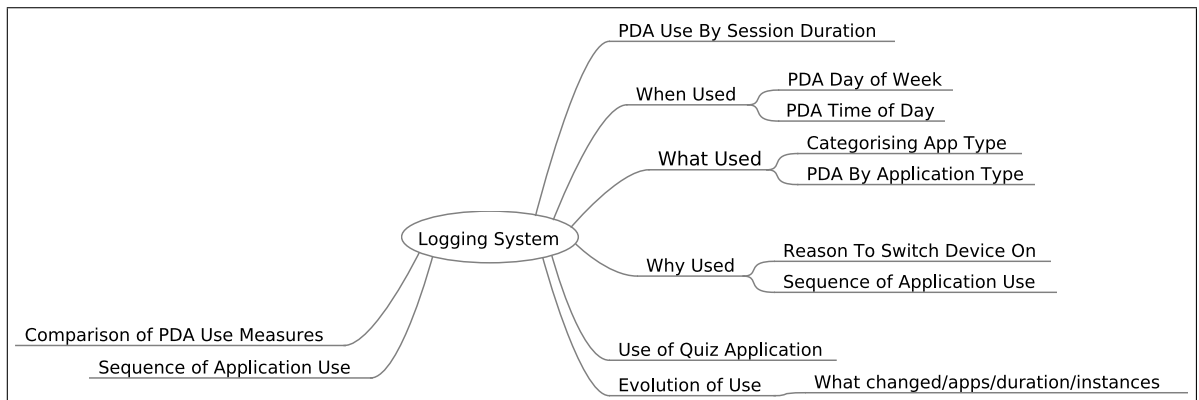 PDA Use By Session Duration
When Used
PDA Day of Week
PDA Time of Day
What Used
Categorising App Type
PDA By Application Type
Logging System
Why Used
Reason To Switch Device On
Sequence of Application Use
Comparison of PDA Use Measures
Sequence of Application Use
Use of Quiz Application
Evolution of Use
What changed/apps/duration/instances